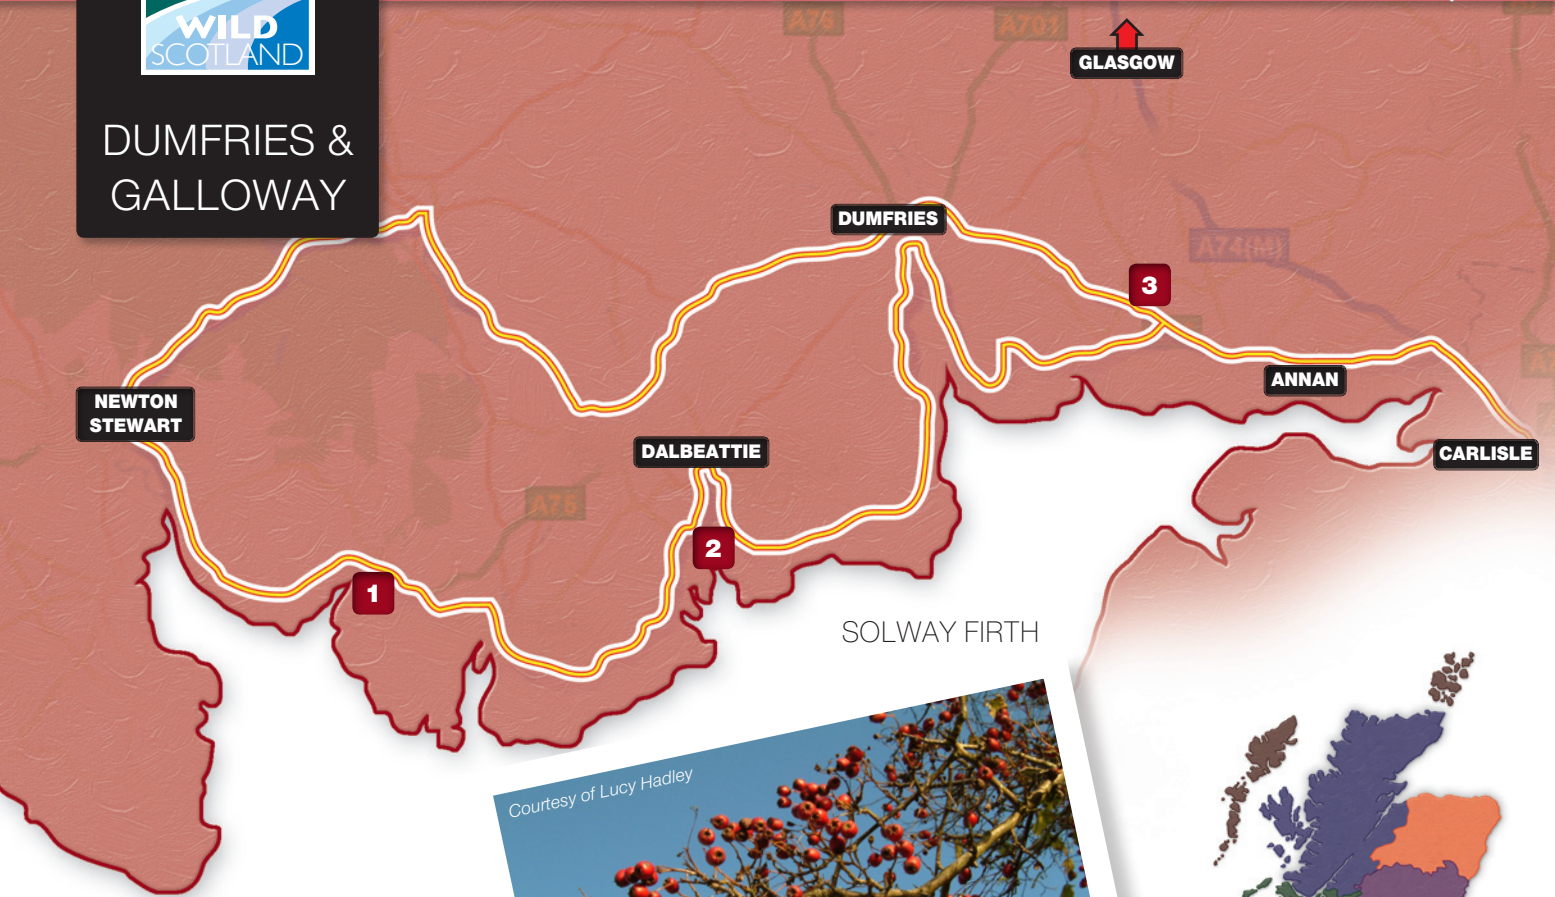 WILD
SCOTLAND
DUMFRIES &
GALLOWAY
A76
A701
GLASGOW
DUMFRIES
A74(M)
3
NEWTON
STEWART
ANNAN
DALBEATTIE
CARLISLE
A75
2
1
SOLWAY FIRTH
Courtesy of Lucy Hadley